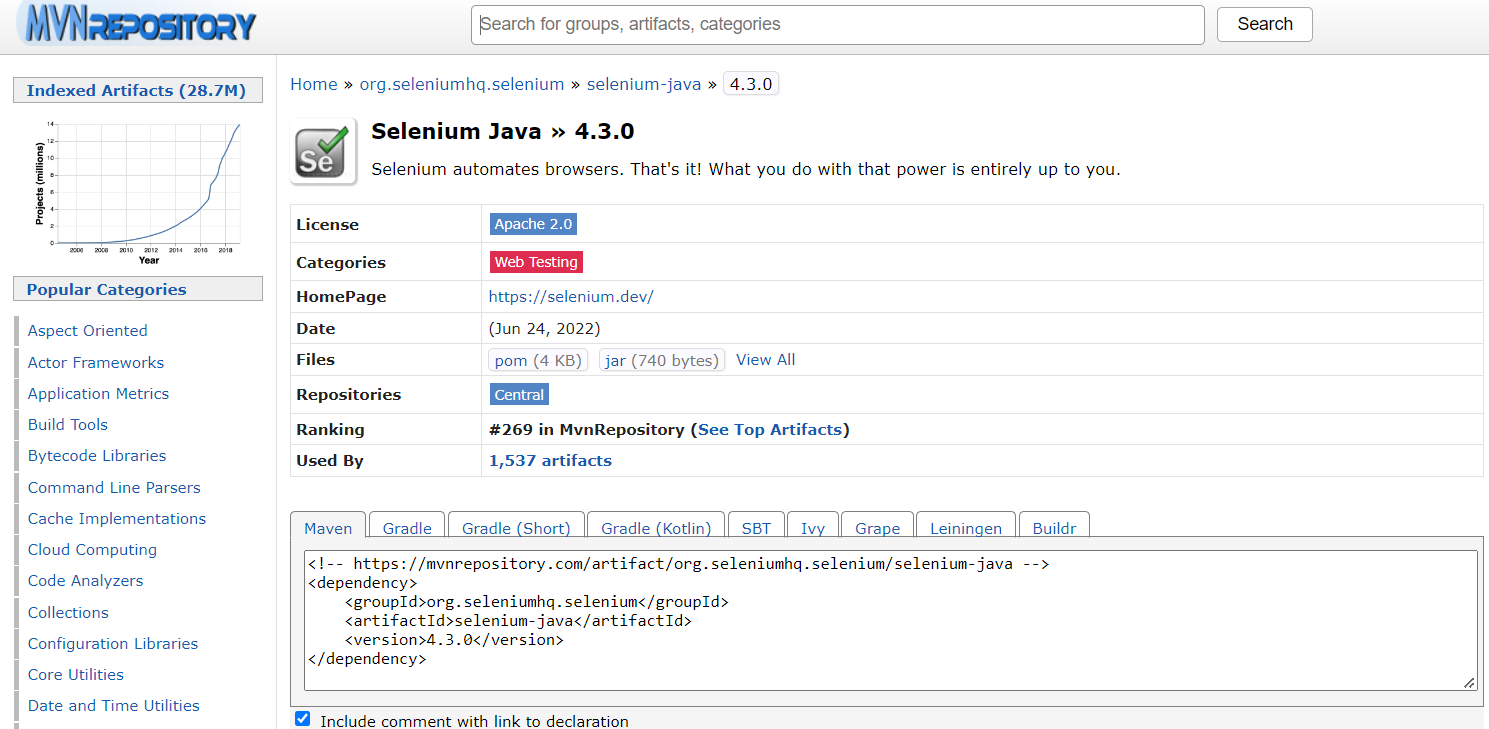 MVNREPOSITORY
Search for groups, artifacts, categories
Search
Indexed Artifacts (28.7M)
Projects (millions)
14
12
10
8
6
4
2
0
2006 2008 2010 2012 2014 2016 2018
Year
Popular Categories
Aspect Oriented
Actor Frameworks
Application Metrics
Build Tools
Bytecode Libraries
Command Line Parsers
Cache Implementations
Cloud Computing
Code Analyzers
Collections
Configuration Libraries
Core Utilities
Date and Time Utilities
Home » org.seleniumhq.selenium » selenium-java » 4.3.0
Se
Selenium Java » 4.3.0
Selenium automates browsers. That's it! What you do with that power is entirely up to you.
License Apache 2.0
Categories Web Testing
HomePage https://selenium.dev/
Date (Jun 24, 2022)
Files pom (4 KB) jar (740 bytes) View All
Repositories Central
Ranking #269 in MvnRepository (See Top Artifacts)
Used By 1,537 artifacts
Maven Gradle Gradle (Short) Gradle (Kotlin) SBT Ivy Grape Leiningen Buildr
<!-- https://mvnrepository.com/artifact/org.seleniumhq.selenium/selenium-java -->
<dependency>
    <groupId>org.seleniumhq.selenium</groupId>
    <artifactId>selenium-java</artifactId>
    <version>4.3.0</version>
</dependency>
Include comment with link to declaration